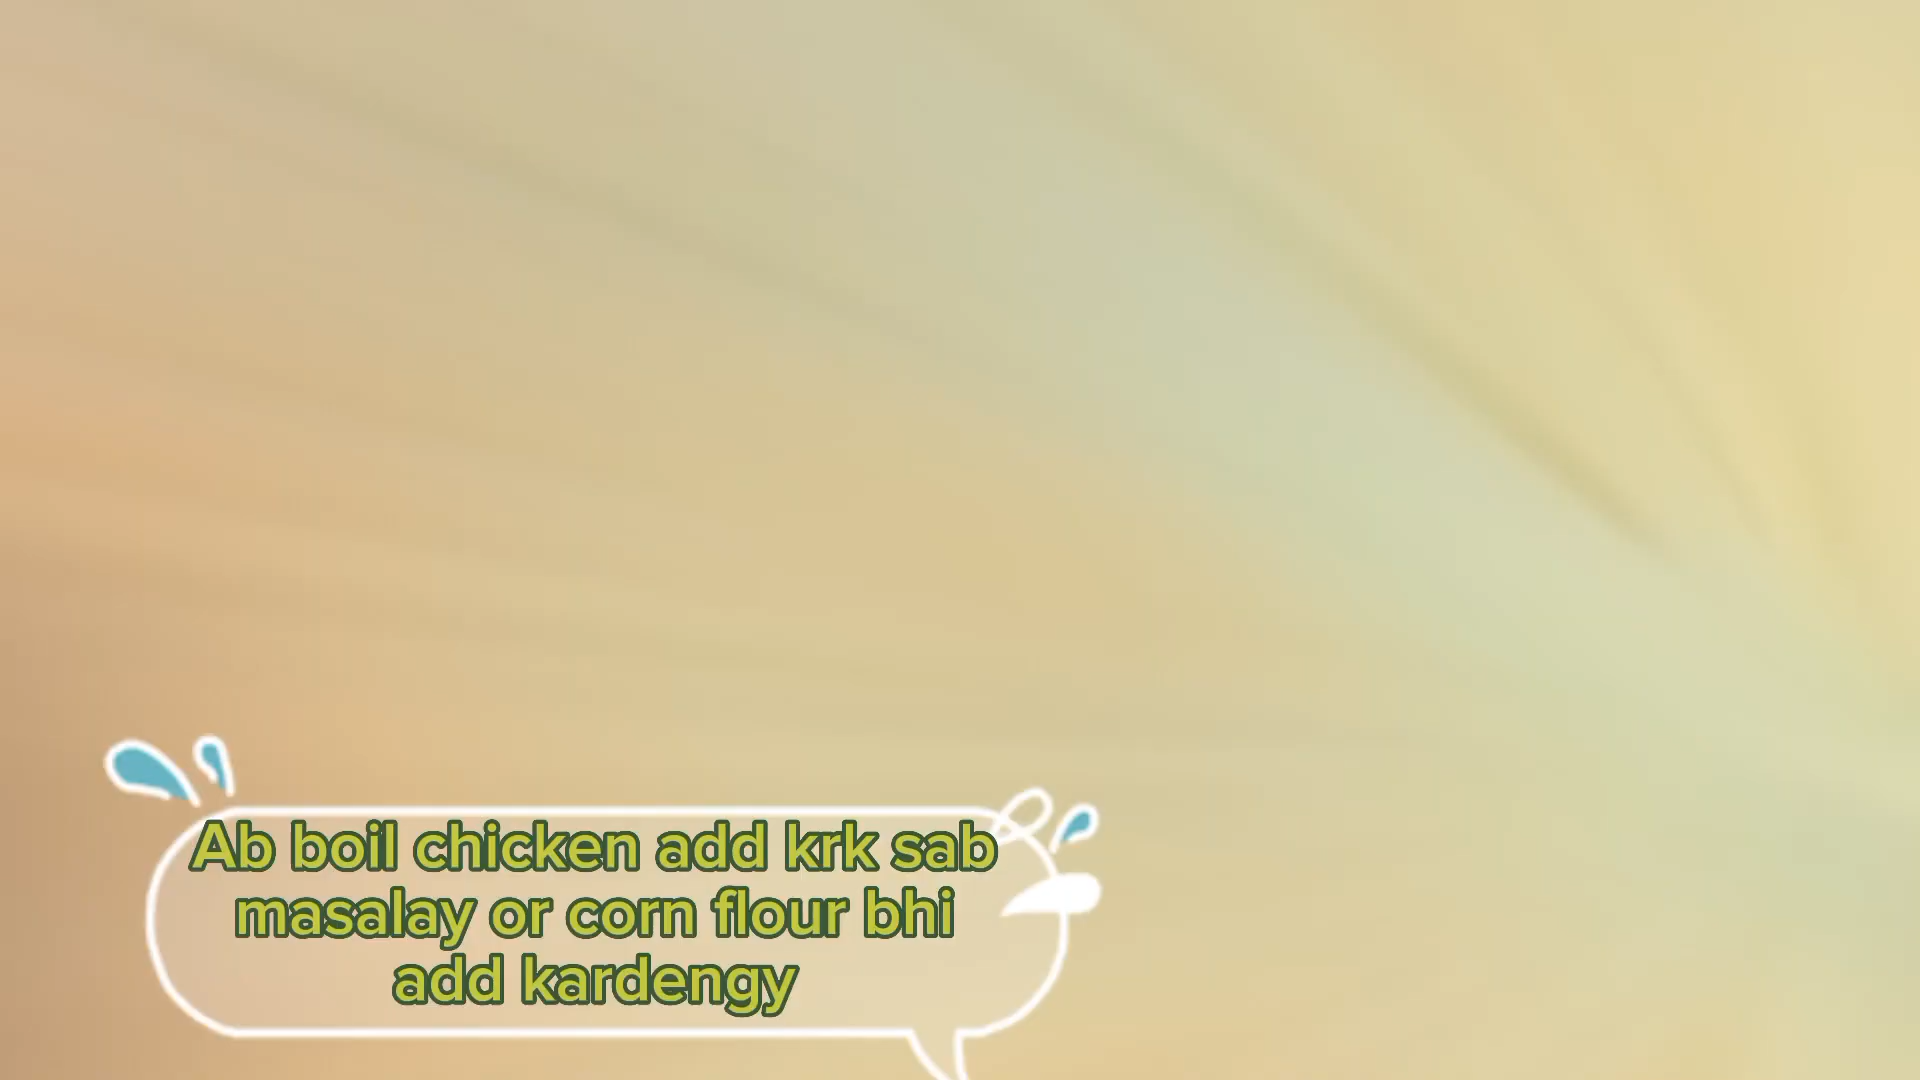 Ab boil chicken add krk sab
masalay or corn flour bhi
add kardengy